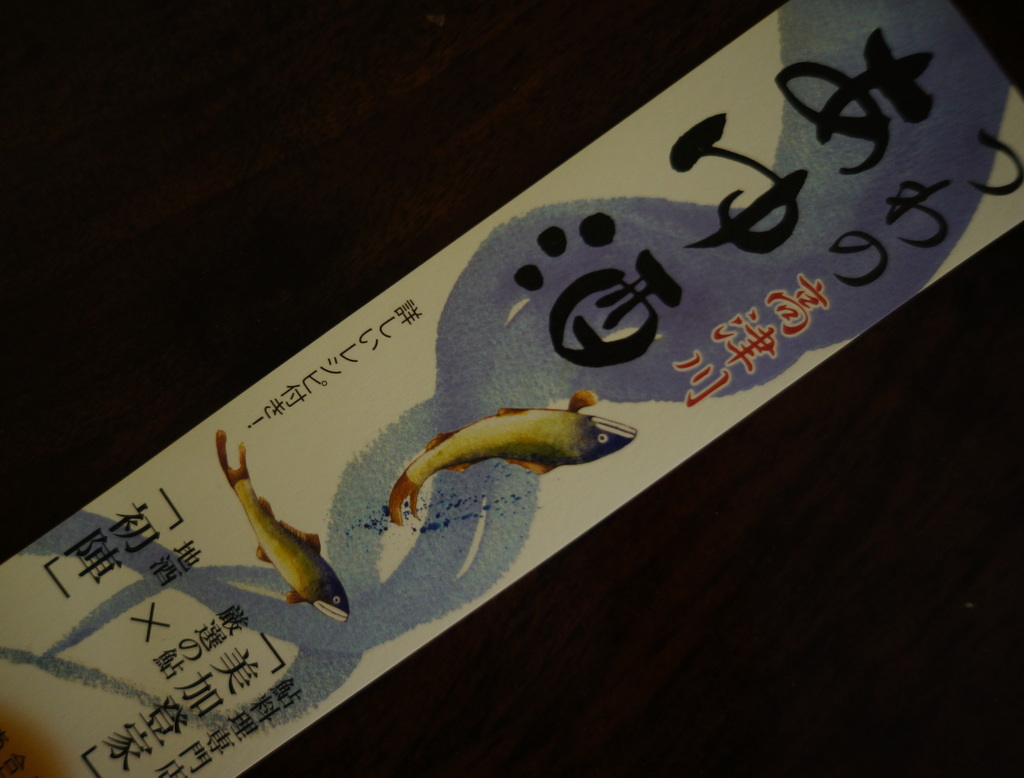 つわの
高津川
あゆ酒
詳しいレシピ付き!
鮎料理専門店
「美加登家」
厳選の鮎
×
地酒
「初陣」